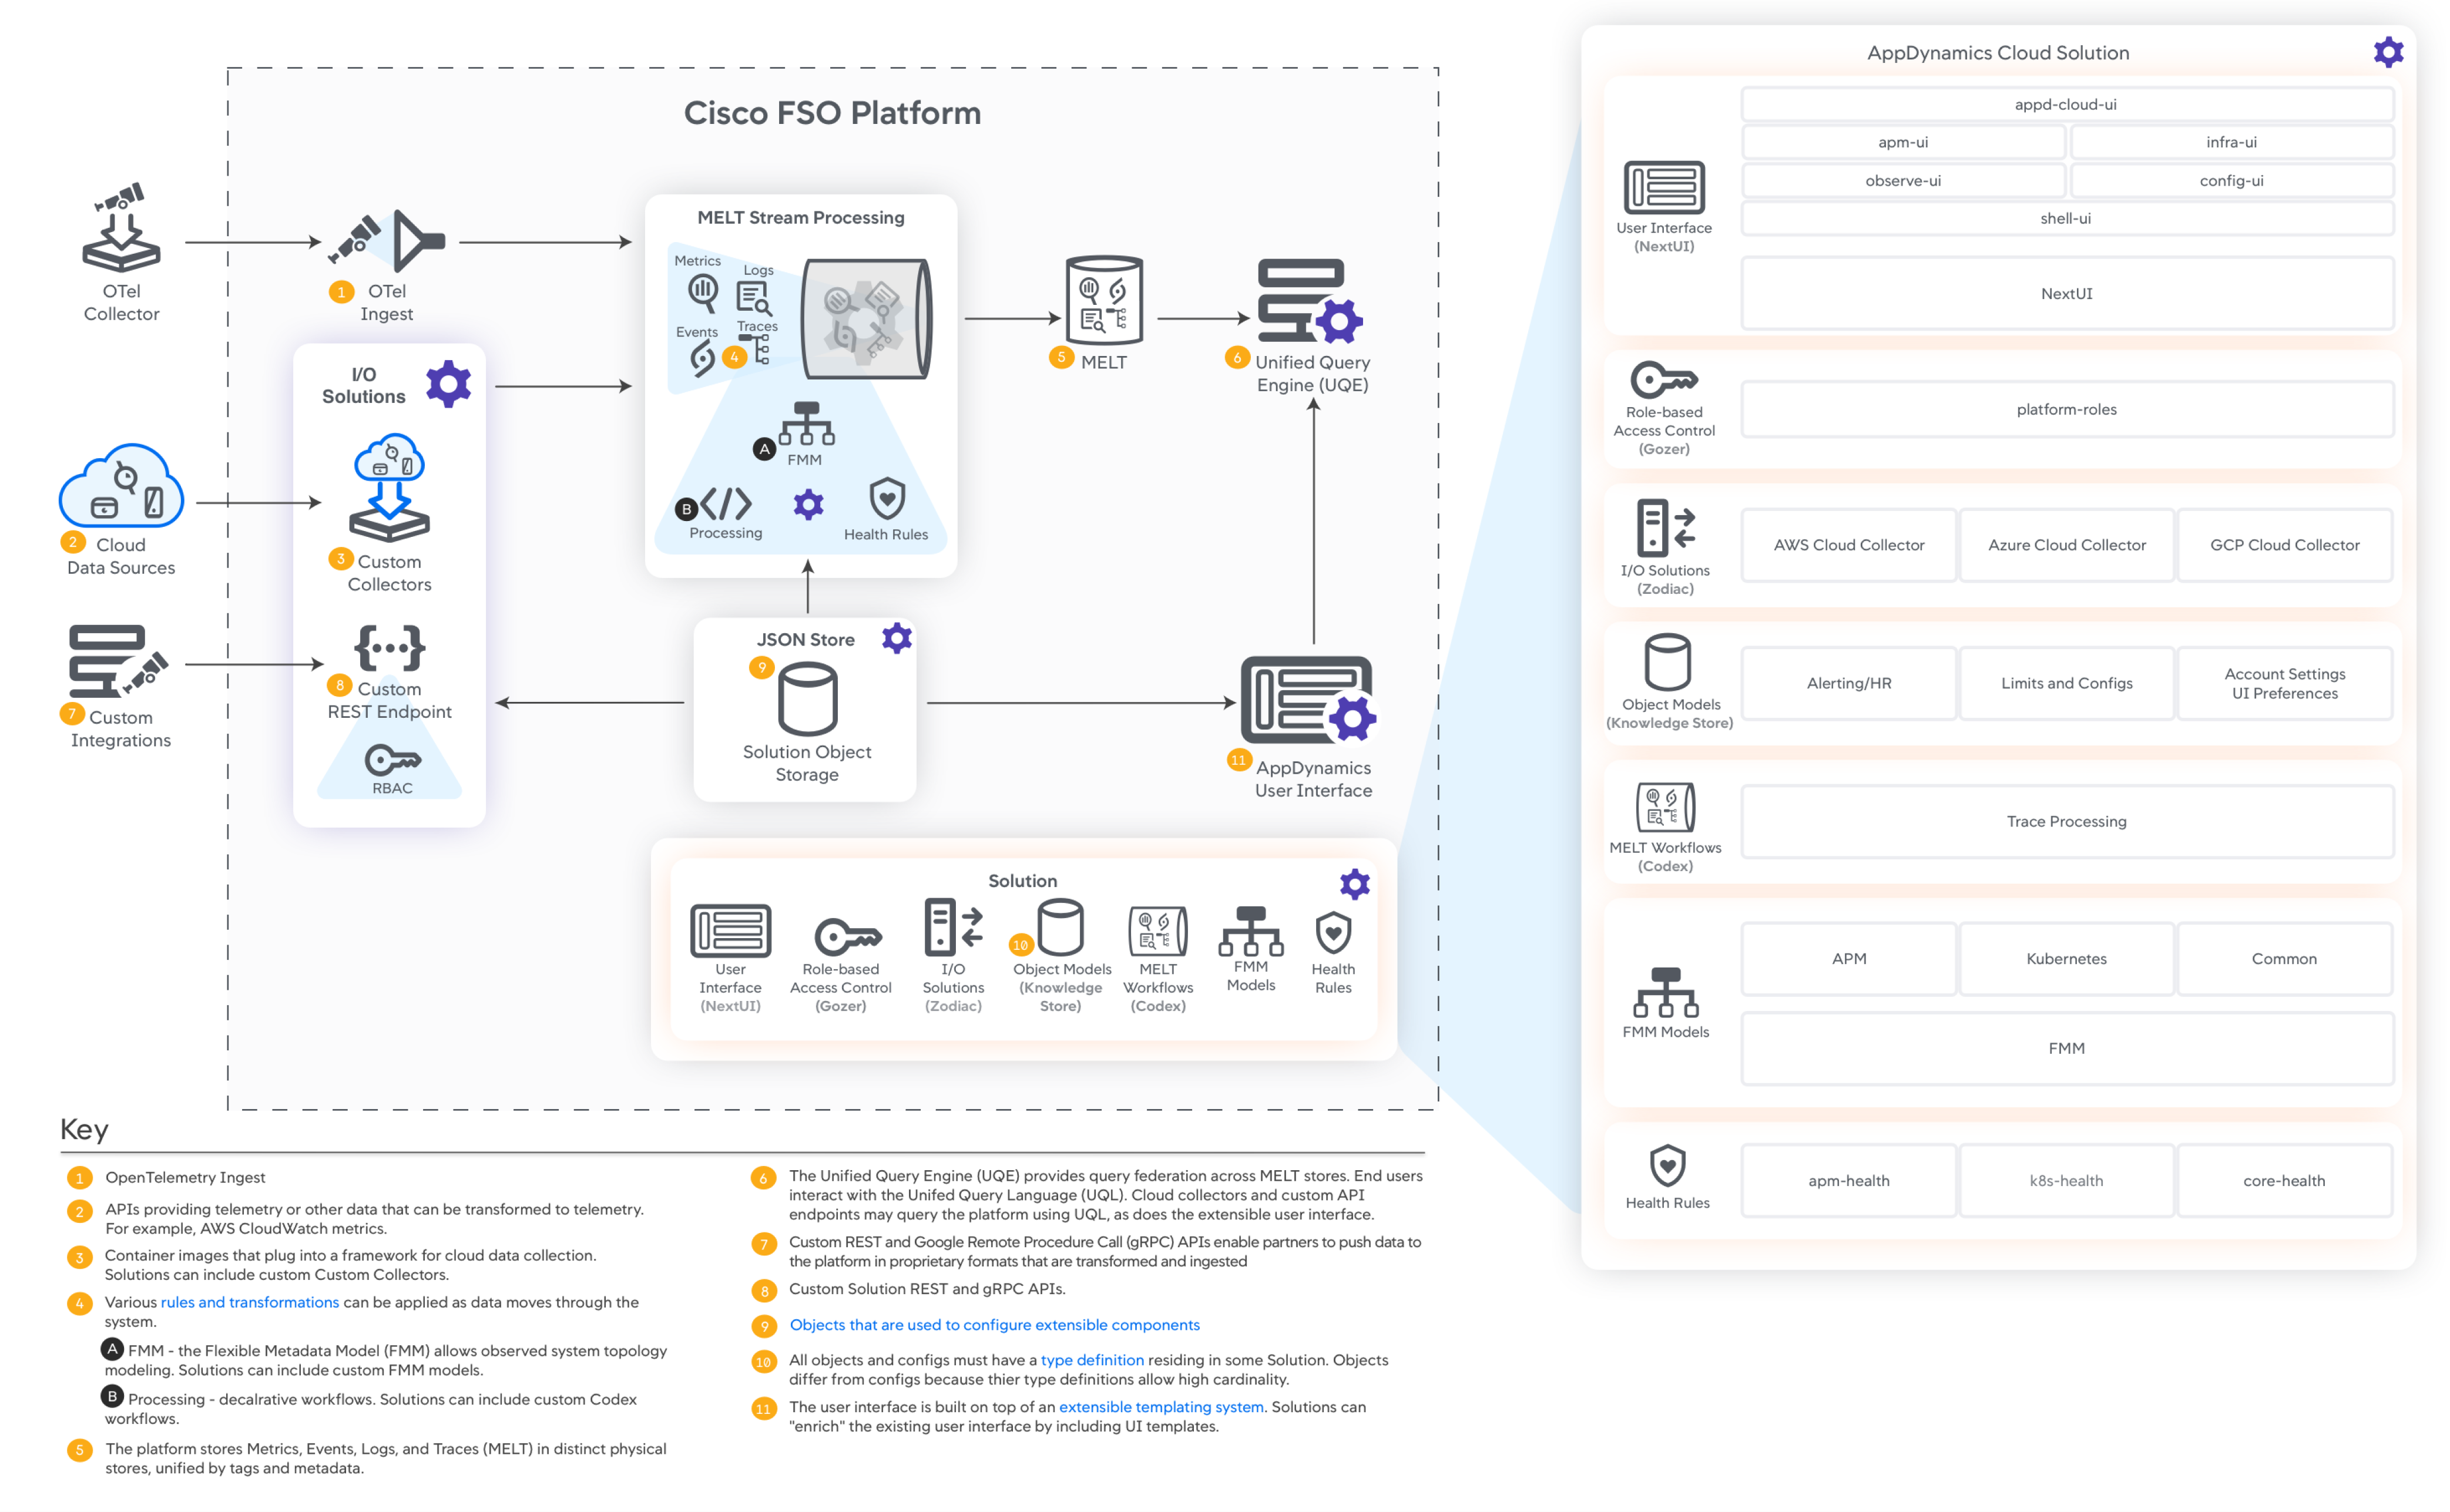 Cisco FSO Platform
OTel
Collector
1
OTel
Ingest
MELT Stream Processing
Metrics
Logs
Events
Traces
4
A
FMM
B
Processing
Health Rules
5
MELT
6
Unified Query
Engine (UQE)
I/O
Solutions
2
Cloud
Data Sources
3
Custom
Collectors
7
Custom
Integrations
8
Custom
REST Endpoint
RBAC
JSON Store
9
Solution Object
Storage
11
AppDynamics
User Interface
Solution
User
Interface
(NextUI)
Role-based
Access Control
(Gozer)
I/O
Solutions
(Zodiac)
10
Object Models
(Knowledge
Store)
MELT
Workflows
(Codex)
FMM
Models
Health
Rules
AppDynamics Cloud Solution
User Interface
(NextUI)
appd-cloud-ui
apm-ui
infra-ui
observe-ui
config-ui
shell-ui
NextUI
Role-based
Access Control
(Gozer)
platform-roles
I/O Solutions
(Zodiac)
AWS Cloud Collector
Azure Cloud Collector
GCP Cloud Collector
Object Models
(Knowledge Store)
Alerting/HR
Limits and Configs
Account Settings
UI Preferences
MELT Workflows
(Codex)
Trace Processing
FMM Models
APM
Kubernetes
Common
FMM
Health Rules
apm-health
k8s-health
core-health
Key
1 OpenTelemetry Ingest
2 APIs providing telemetry or other data that can be transformed to telemetry.
For example, AWS CloudWatch metrics.
3 Container images that plug into a framework for cloud data collection.
Solutions can include custom Custom Collectors.
4 Various rules and transformations can be applied as data moves through the
system.
A FMM - the Flexible Metadata Model (FMM) allows observed system topology
modeling. Solutions can include custom FMM models.
B Processing - decalrative workflows. Solutions can include custom Codex
workflows.
5 The platform stores Metrics, Events, Logs, and Traces (MELT) in distinct physical
stores, unified by tags and metadata.
6 The Unified Query Engine (UQE) provides query federation across MELT stores. End users
interact with the Unifed Query Language (UQL). Cloud collectors and custom API
endpoints may query the platform using UQL, as does the extensible user interface.
7 Custom REST and Google Remote Procedure Call (gRPC) APIs enable partners to push data to
the platform in proprietary formats that are transformed and ingested
8 Custom Solution REST and gRPC APIs.
9 Objects that are used to configure extensible components
10 All objects and configs must have a type definition residing in some Solution. Objects
differ from configs because thier type definitions allow high cardinality.
11 The user interface is built on top of an extensible templating system. Solutions can
"enrich" the existing user interface by including UI templates.